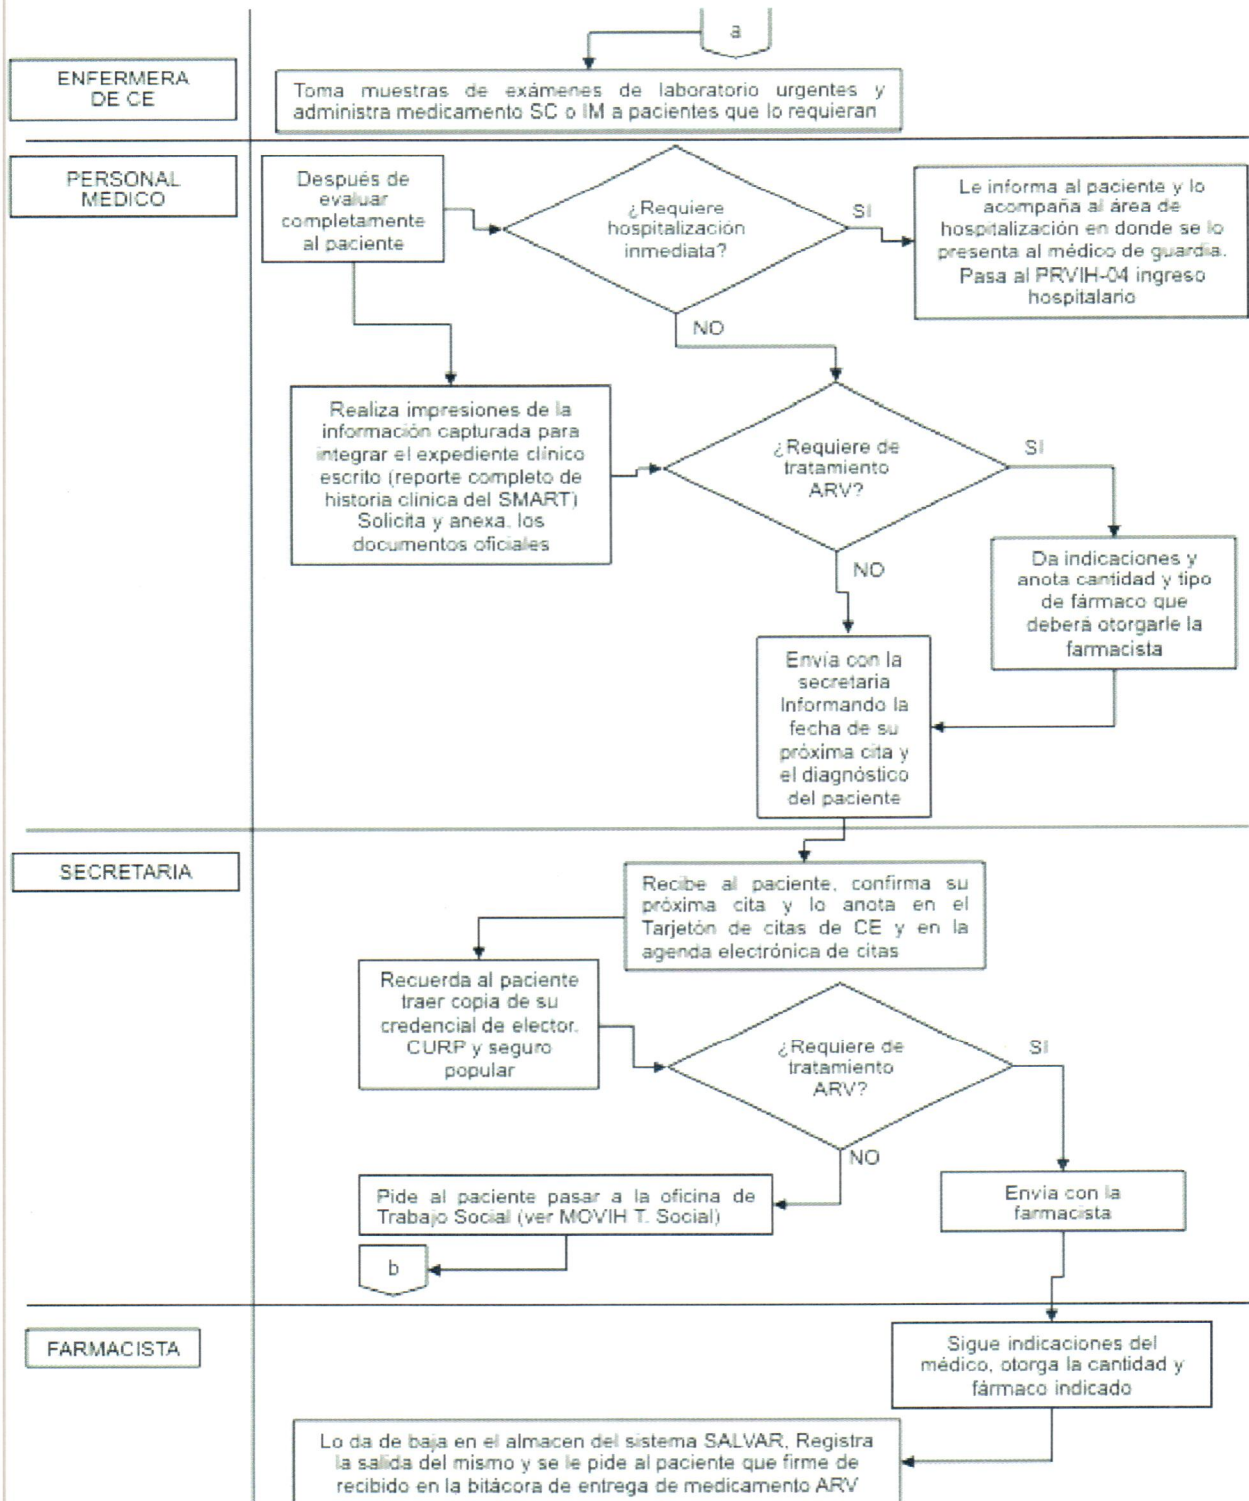 a
ENFERMERA
DE CE
Toma muestras de exámenes de laboratorio urgentes y
administra medicamento SC o IM a pacientes que lo requieran
PERSONAL
MEDICO
Después de
evaluar
completamente
al paciente
¿Requiere
hospitalización
inmediata?
SI
Le informa al paciente y lo
acompaña al área de
hospitalización en donde se lo
presenta al médico de guardia.
Pasa al PRVIH-04 ingreso
hospitalario
NO
Realiza impresiones de la
información capturada para
integrar el expediente clínico
escrito (reporte completo de
historia clínica del SMART)
Solicita y anexa, los
documentos oficiales
¿Requiere de
tratamiento
ARV?
SI
NO
Da indicaciones y
anota cantidad y tipo
de fármaco que
deberá otorgarle la
farmacista
Envía con la
secretaria
Informando la
fecha de su
próxima cita y
el diagnóstico
del paciente
SECRETARIA
Recibe al paciente, confirma su
próxima cita y lo anota en el
Tarjetón de citas de CE y en la
agenda electrónica de citas
Recuerda al paciente
traer copia de su
credencial de elector.
CURP y seguro
popular
¿Requiere de
tratamiento
ARV?
SI
NO
Pide al paciente pasar a la oficina de
Trabajo Social (ver MOVIH T. Social)
Envía con la
farmacista
b
FARMACISTA
Sigue indicaciones del
médico, otorga la cantidad y
fármaco indicado
Lo da de baja en el almacen del sistema SALVAR, Registra
la salida del mismo y se le pide al paciente que firme de
recibido en la bitácora de entrega de medicamento ARV